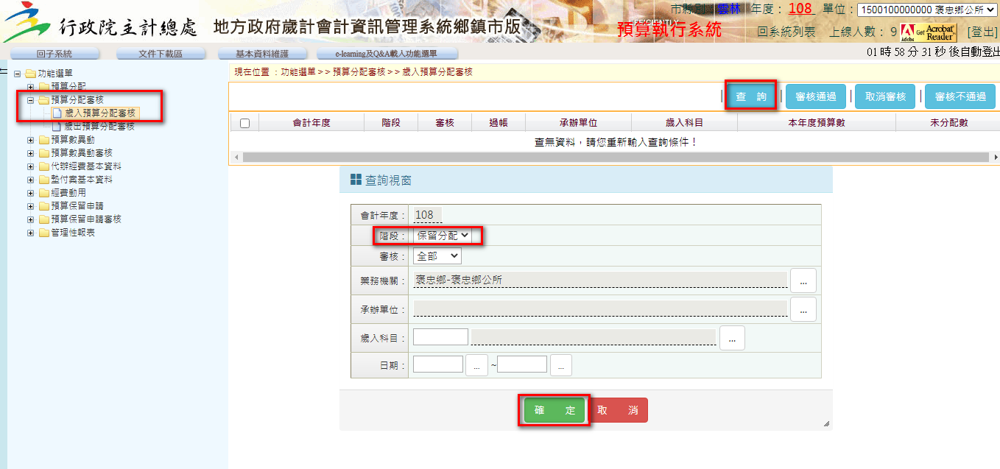 行政院主計總處 地方政府歲計會計資訊管理系統鄉鎮市版
市縣別 雲林 年度：108 單位：1500100000000 褒忠鄉公所
預算執行系統 回系統列表 上線人數：9 Adobe Get Acrobat Reader [登出]
回子系統 文件下載區 基本資料維護 e-learning及Q&A載入功能選單
01 時 58 分 31 秒 後自動登出
功能選單
預算分配
預算分配審核
歲入預算分配審核
歲出預算分配審核
預算數異動
預算數異動審核
代辦經費基本資料
墊付案基本資料
經費動用
預算保留申請
預算保留申請審核
管理性報表
現在位置 ：功能選單>>預算分配審核>>歲入預算分配審核
查 詢 審核通過 取消審核 審核不通過
會計年度 階段 審核 過帳 承辦單位 歲入科目 本年度預算數 未分配數
查無資料，請您重新輸入查詢條件！
查詢視窗
會計年度： 108
階段： 保留分配
審核： 全部
業務機關： 褒忠鄉-褒忠鄉公所 ...
承辦單位： ...
歲入科目： ...
日期： ... ~ ...
確 定 取 消